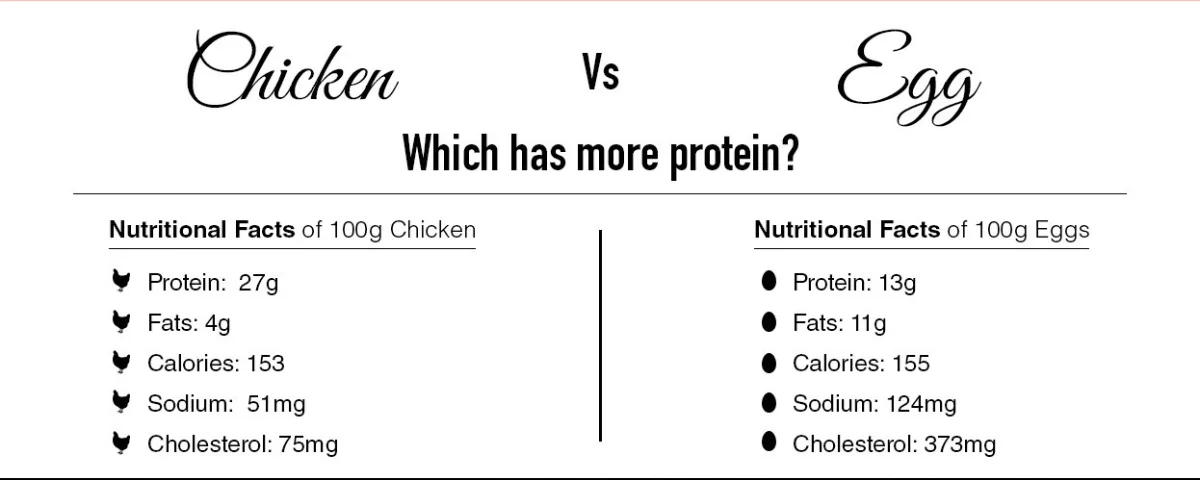 Chicken Vs Egg
Which has more protein?
Nutritional Facts of 100g Chicken
Protein: 27g
Fats: 4g
Calories: 153
Sodium: 51mg
Cholesterol: 75mg
Nutritional Facts of 100g Eggs
Protein: 13g
Fats: 11g
Calories: 155
Sodium: 124mg
Cholesterol: 373mg